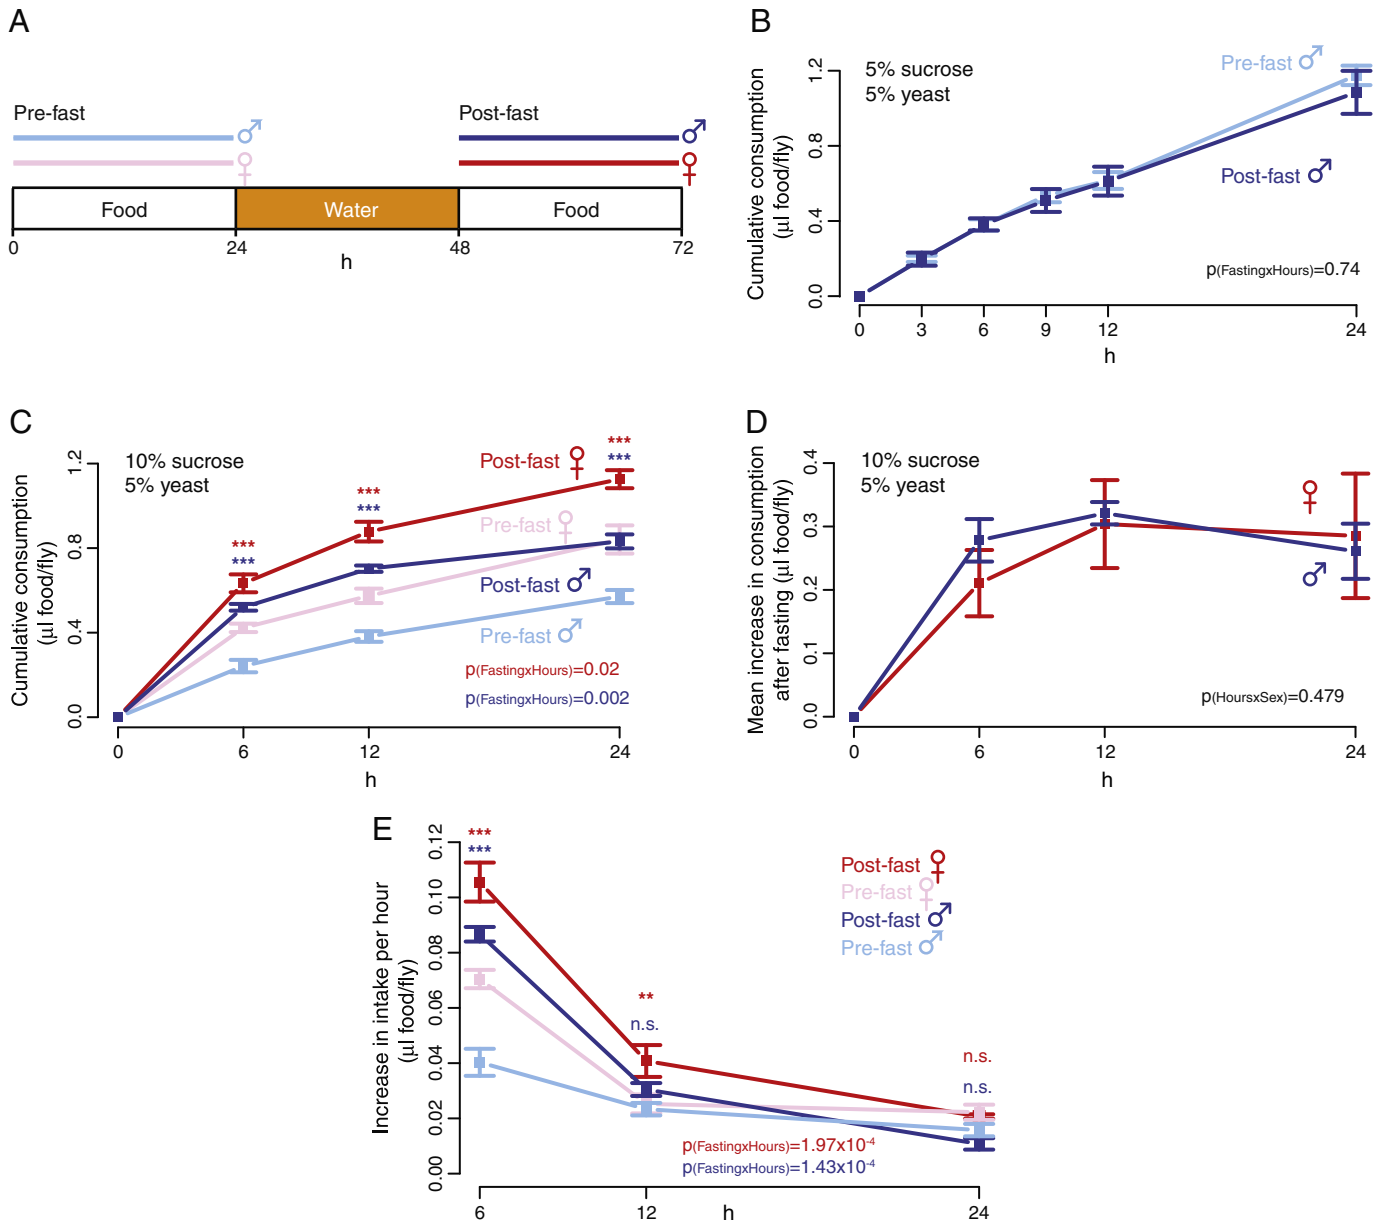 A
Pre-fast
Post-fast
♂
♂
♀
♀
Food
Water
Food
0
24
48
72
h
B
5% sucrose
5% yeast
Pre-fast ♂
Post-fast ♂
p(FastingxHours)=0.74
Cumulative consumption
(µl food/fly)
1.2
0.8
0.4
0.0
0
3
6
9
12
24
h
C
10% sucrose
5% yeast
Post-fast ♀
Pre-fast ♀
Post-fast ♂
Pre-fast ♂
***
***
***
***
***
***
p(FastingxHours)=0.02
p(FastingxHours)=0.002
Cumulative consumption
(µl food/fly)
1.2
0.8
0.4
0.0
0
6
12
24
h
D
10% sucrose
5% yeast
♀
♂
p(HoursxSex)=0.479
Mean increase in consumption
after fasting (µl food/fly)
0.4
0.3
0.2
0.1
0.0
0
6
12
24
h
E
***
***
**
n.s.
n.s.
n.s.
Post-fast ♀
Pre-fast ♀
Post-fast ♂
Pre-fast ♂
p(FastingxHours)=1.97x10⁻⁴
p(FastingxHours)=1.43x10⁻⁴
Increase in intake per hour
(µl food/fly)
0.12
0.10
0.08
0.06
0.04
0.02
0.00
6
12
h
24